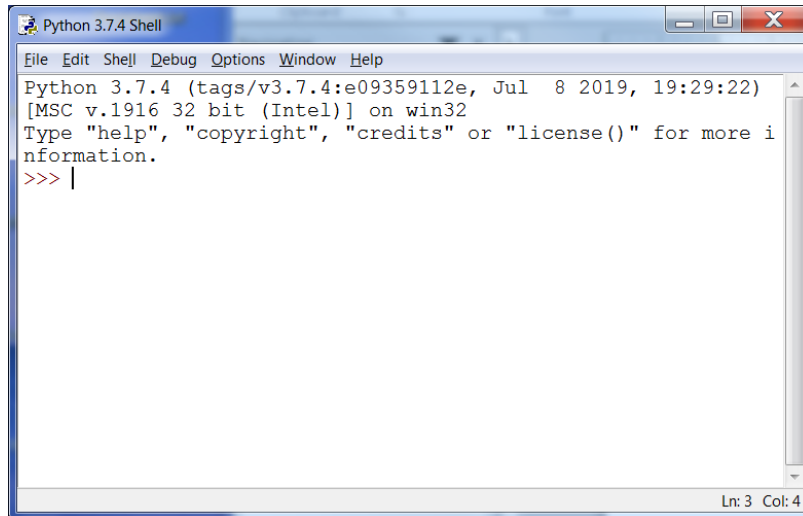 Python 3.7.4 Shell
File Edit Shell Debug Options Window Help
Python 3.7.4 (tags/v3.7.4:e09359112e, Jul  8 2019, 19:29:22)
[MSC v.1916 32 bit (Intel)] on win32
Type "help", "copyright", "credits" or "license()" for more i
nformation.
>>>
Ln: 3 Col: 4